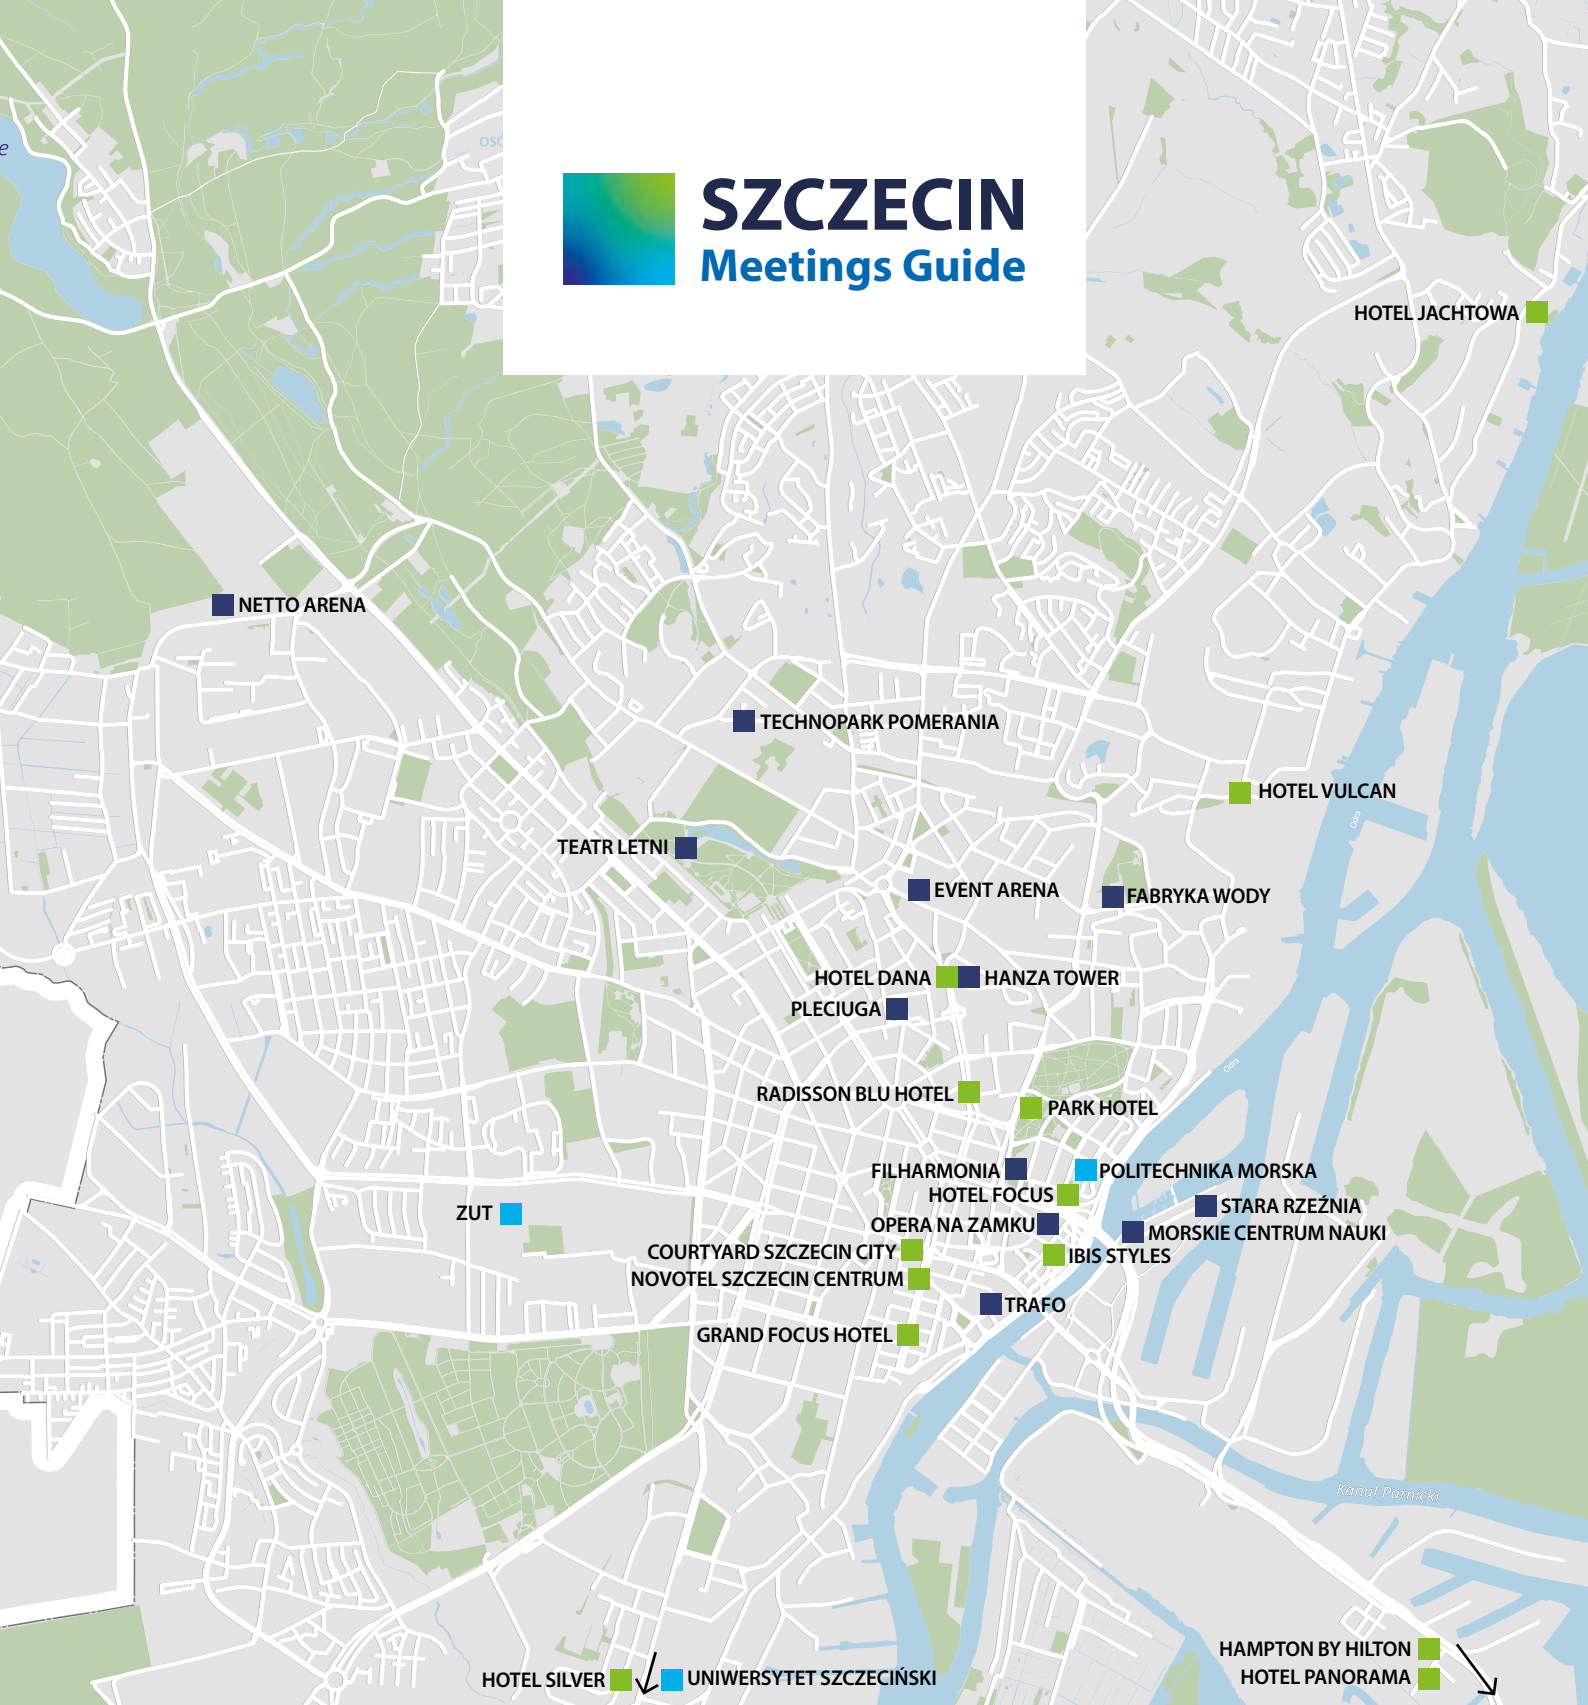 SZCZECIN
Meetings Guide
e
HOTEL JACHTOWA
NETTO ARENA
TECHNOPARK POMERANIA
HOTEL VULCAN
Odra
TEATR LETNI
EVENT ARENA
FABRYKA WODY
HOTEL DANA
HANZA TOWER
PLECIUGA
Odra
RADISSON BLU HOTEL
PARK HOTEL
FILHARMONIA
POLITECHNIKA MORSKA
HOTEL FOCUS
ZUT
STARA RZEŹNIA
OPERA NA ZAMKU
MORSKIE CENTRUM NAUKI
COURTYARD SZCZECIN CITY
IBIS STYLES
NOVOTEL SZCZECIN CENTRUM
TRAFO
GRAND FOCUS HOTEL
Kanał Parnicki
HAMPTON BY HILTON
HOTEL PANORAMA
HOTEL SILVER
UNIWERSYTET SZCZECIŃSKI